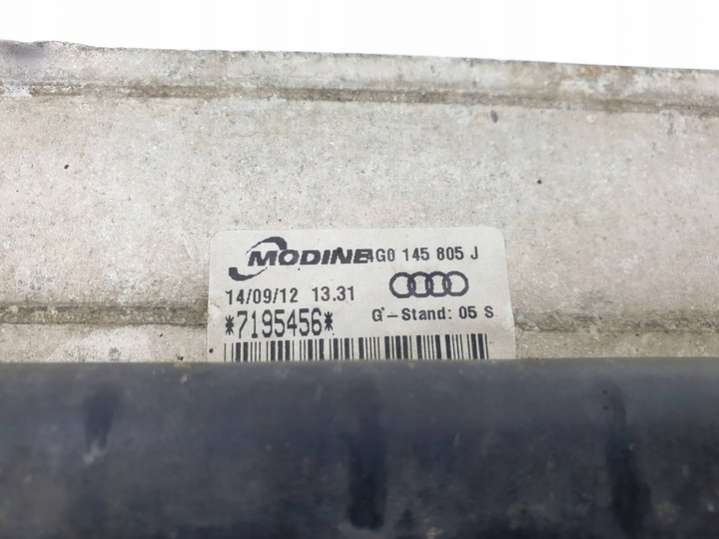 MODINE 4G0 145 805 J
14/09/12 13.31
*7195456* G*-Stand: 05 S